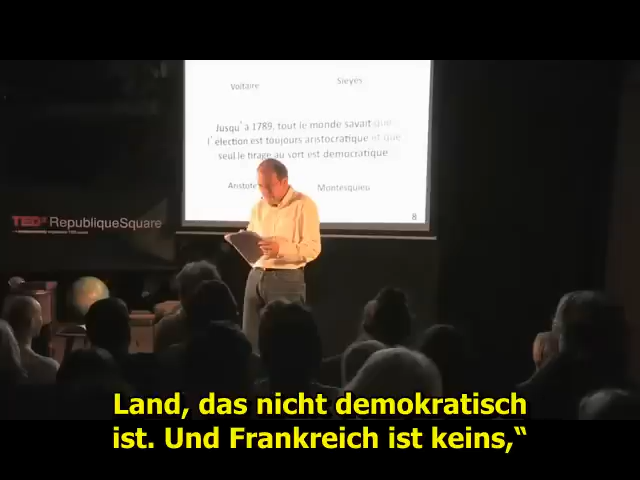 Voltaire Sieyès
Jusqu'à 1789, tout le monde savait que
l'élection est toujours aristocratique et que
seul le tirage au sort est démocratique
Aristote Montesquieu
8
TEDx RepubliqueSquare
Land, das nicht demokratisch
ist. Und Frankreich ist keins,“